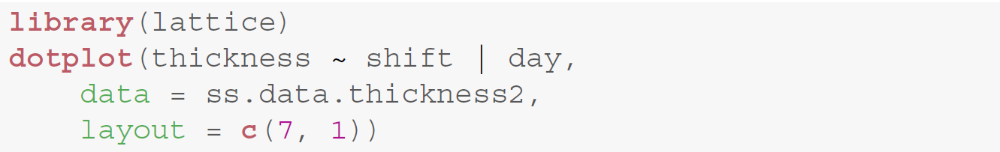 library(lattice)
dotplot(thickness ~ shift | day,
    data = ss.data.thickness2,
    layout = c(7, 1))